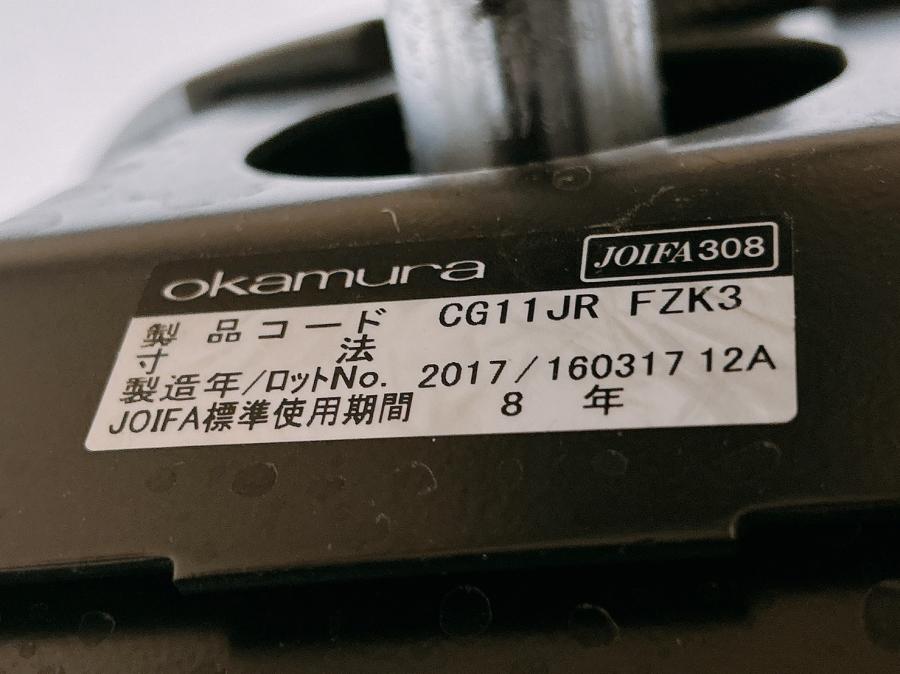 okamura
JOIFA308
製品コード CG11JR FZK3
寸法
製造年/ロットNo. 2017/160317 12A
JOIFA標準使用期間 8 年